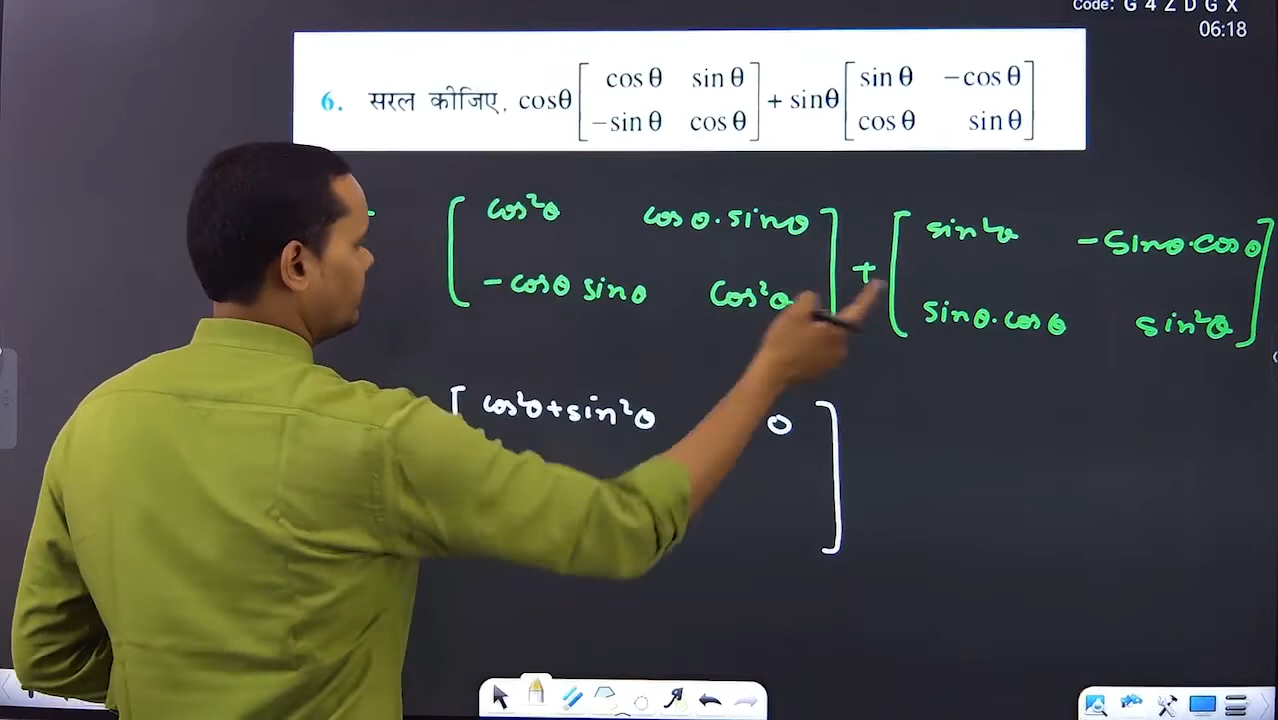 Code: G 4 Z D G X
06:18
6. सरल कीजिए, cosθ [ cos θ sin θ ] + sinθ [ sin θ −cos θ ]
[ −sin θ cos θ ] [ cos θ sin θ ]
[ cos²θ cosθ·sinθ ] + [ sin²θ -sinθ·cosθ ]
[ -cosθ sinθ cos²θ ] [ sinθ·cosθ sin²θ ]
[ cos²θ+sin²θ 0 ]